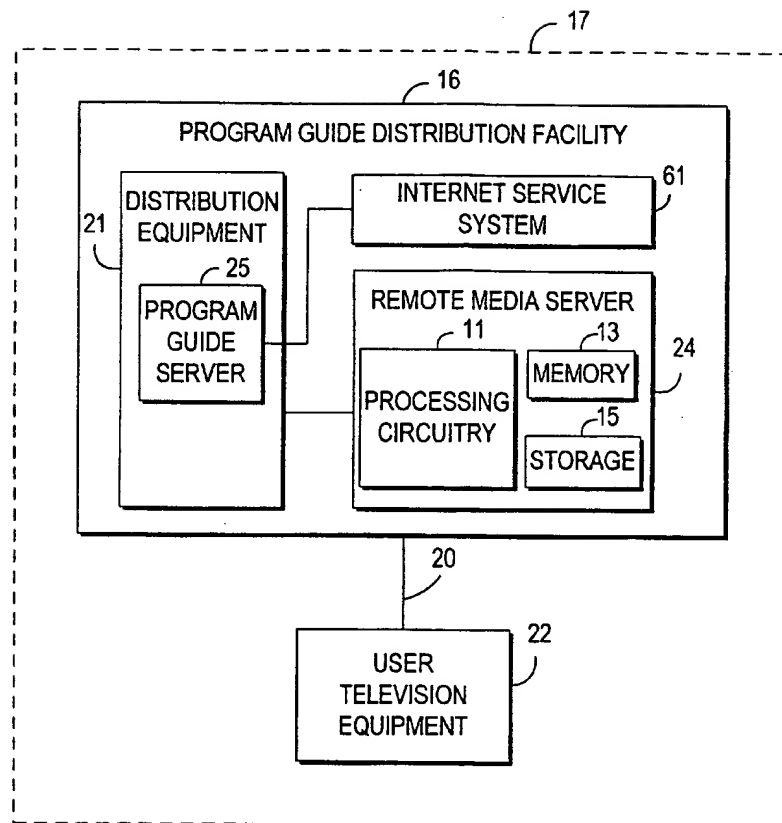 17
16
PROGRAM GUIDE DISTRIBUTION FACILITY
DISTRIBUTION
EQUIPMENT
21
25
PROGRAM
GUIDE
SERVER
INTERNET SERVICE
SYSTEM
61
REMOTE MEDIA SERVER
11
PROCESSING
CIRCUITRY
13
MEMORY
15
STORAGE
24
20
USER
TELEVISION
EQUIPMENT
22